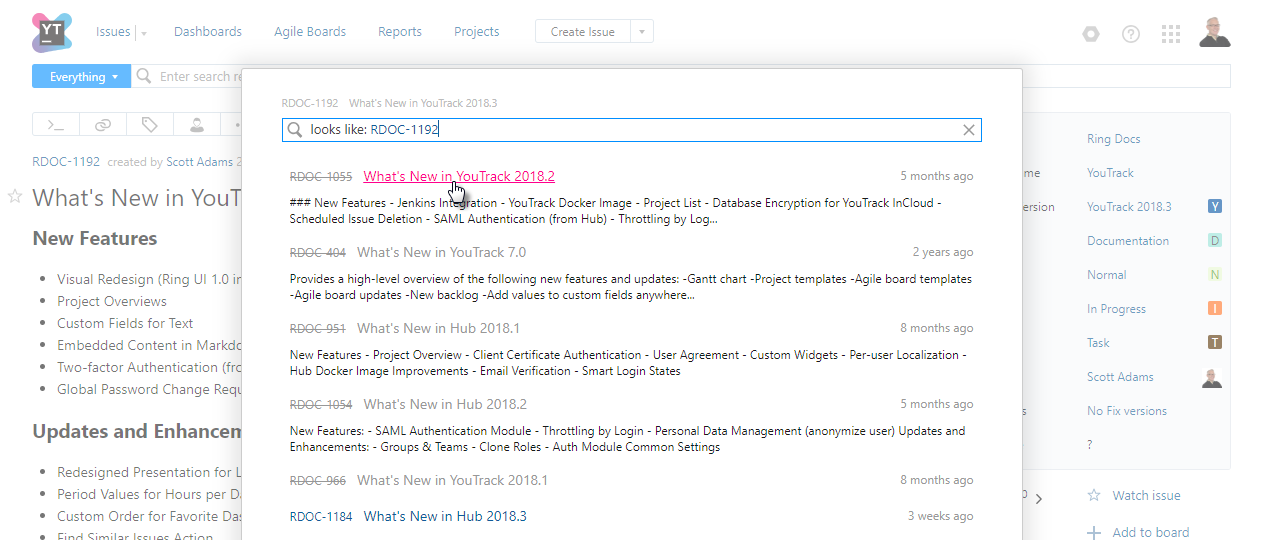 YT
Issues
Dashboards
Agile Boards
Reports
Projects
Create Issue
Everything
Enter search re
RDOC-1192 What's New in YouTrack 2018.3
looks like: RDOC-1192
RDOC-1192 created by Scott Adams 2
What's New in YouT
New Features
Visual Redesign (Ring UI 1.0 in
Project Overviews
Custom Fields for Text
Embedded Content in Markdo
Two-factor Authentication (fro
Global Password Change Requ
Updates and Enhancem
Redesigned Presentation for L
Period Values for Hours per Da
Custom Order for Favorite Das
Find Similar Issues Action
RDOC-1055 What's New in YouTrack 2018.2 5 months ago
### New Features - Jenkins Integration - YouTrack Docker Image - Project List - Database Encryption for YouTrack InCloud -
Scheduled Issue Deletion - SAML Authentication (from Hub) - Throttling by Log...
RDOC-404 What's New in YouTrack 7.0 2 years ago
Provides a high-level overview of the following new features and updates: -Gantt chart -Project templates -Agile board templates
-Agile board updates -New backlog -Add values to custom fields anywhere...
RDOC-951 What's New in Hub 2018.1 8 months ago
New Features - Project Overview - Client Certificate Authentication - User Agreement - Custom Widgets - Per-user Localization -
Hub Docker Image Improvements - Email Verification - Smart Login States
RDOC-1054 What's New in Hub 2018.2 5 months ago
New Features: - SAML Authentication Module - Throttling by Login - Personal Data Management (anonymize user) Updates and
Enhancements: - Groups & Teams - Clone Roles - Auth Module Common Settings
RDOC-966 What's New in YouTrack 2018.1 8 months ago
RDOC-1184 What's New in Hub 2018.3 3 weeks ago
Ring Docs
me YouTrack
ersion YouTrack 2018.3 Y
Documentation D
Normal N
In Progress I
Task T
Scott Adams
s No Fix versions
?
0
Watch issue
Add to board